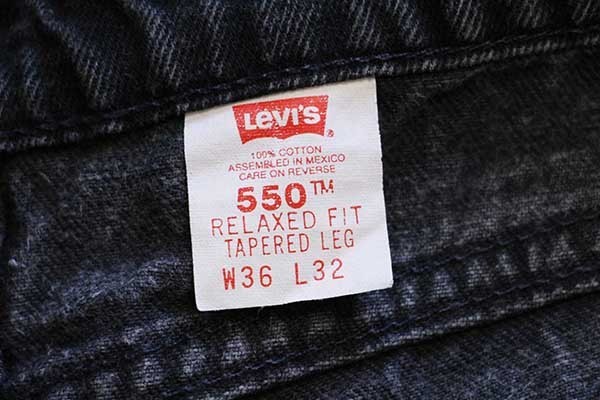 LEVI'S ®
100% COTTON
ASSEMBLED IN MEXICO
CARE ON REVERSE
550™
RELAXED FIT
TAPERED LEG
W36 L32